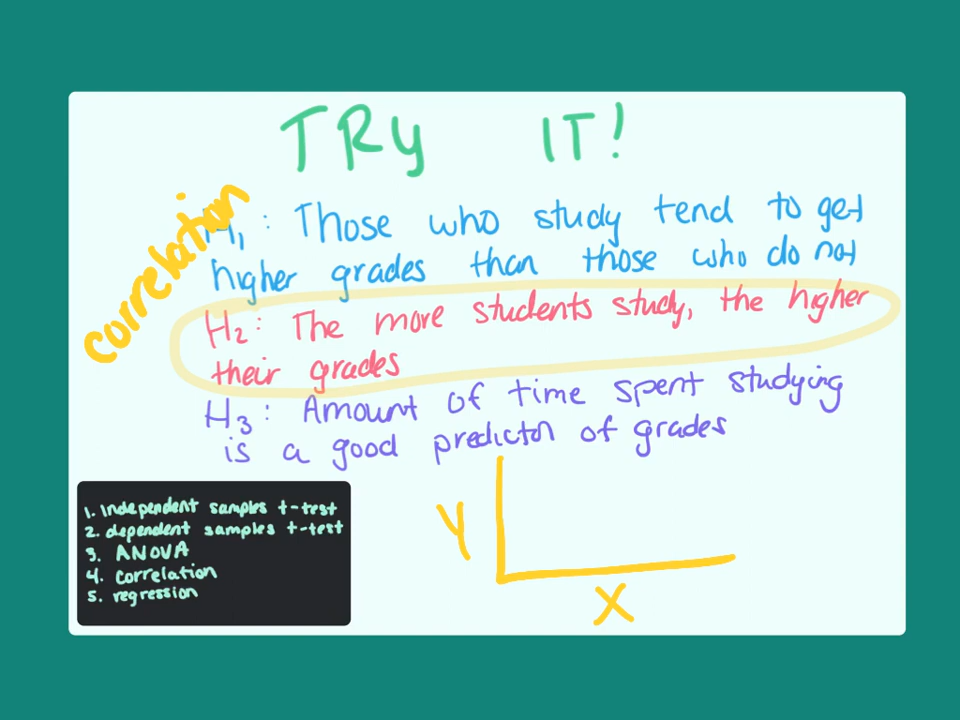 TRY IT!
correlation
H1: Those who study tend to get
higher grades than those who do not
H2: The more students study, the higher
their grades
H3: Amount of time spent studying
is a good predictor of grades
1. independent samples t-test
2. dependent samples t-test
3. ANOVA
4. correlation
5. regression
y
x